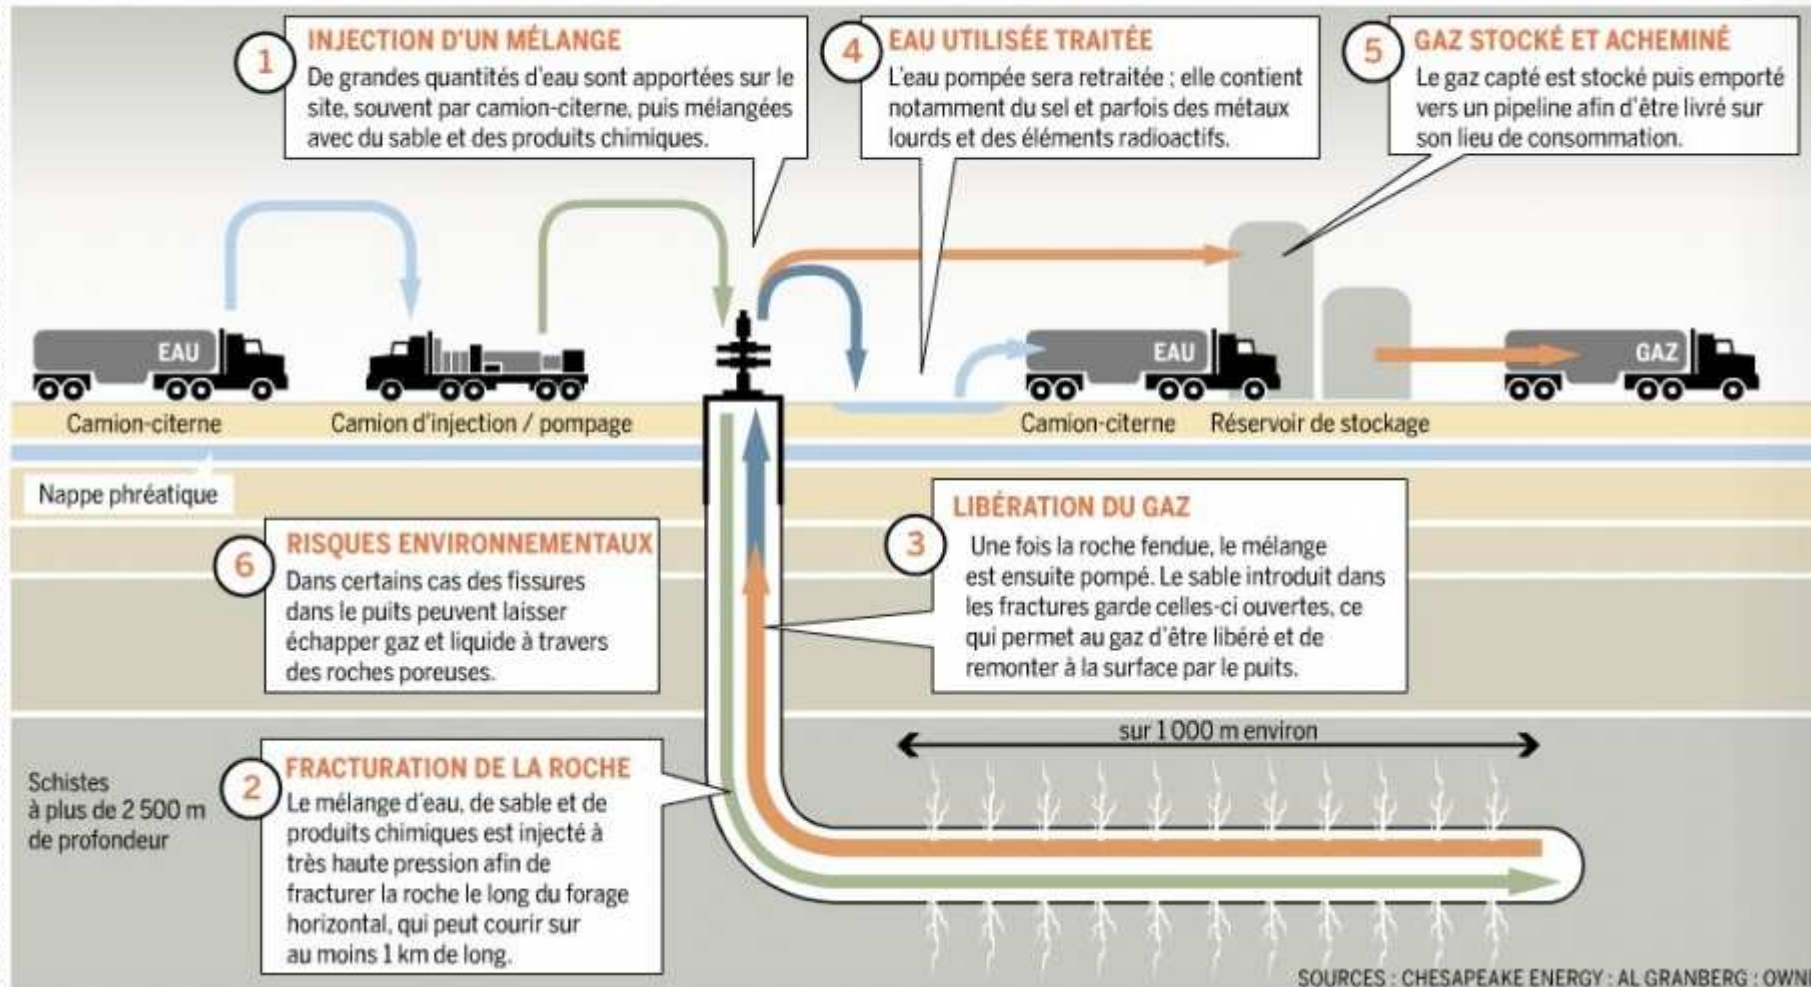 1
INJECTION D'UN MÉLANGE
De grandes quantités d'eau sont apportées sur le
site, souvent par camion-citerne, puis mélangées
avec du sable et des produits chimiques.
4
EAU UTILISÉE TRAITÉE
L'eau pompée sera retraitée ; elle contient
notamment du sel et parfois des métaux
lourds et des éléments radioactifs.
5
GAZ STOCKÉ ET ACHEMINÉ
Le gaz capté est stocké puis emporté
vers un pipeline afin d'être livré sur
son lieu de consommation.
EAU
EAU
GAZ
Camion-citerne
Camion d'injection / pompage
Camion-citerne
Réservoir de stockage
Nappe phréatique
6
RISQUES ENVIRONNEMENTAUX
Dans certains cas des fissures
dans le puits peuvent laisser
échapper gaz et liquide à travers
des roches poreuses.
3
LIBÉRATION DU GAZ
Une fois la roche fendue, le mélange
est ensuite pompé. Le sable introduit dans
les fractures garde celles-ci ouvertes, ce
qui permet au gaz d'être libéré et de
remonter à la surface par le puits.
sur 1 000 m environ
Schistes
à plus de 2 500 m
de profondeur
2
FRACTURATION DE LA ROCHE
Le mélange d'eau, de sable et de
produits chimiques est injecté à
très haute pression afin de
fracturer la roche le long du forage
horizontal, qui peut courir sur
au moins 1 km de long.
SOURCES : CHESAPEAKE ENERGY : AL GRANBERG : OWNI